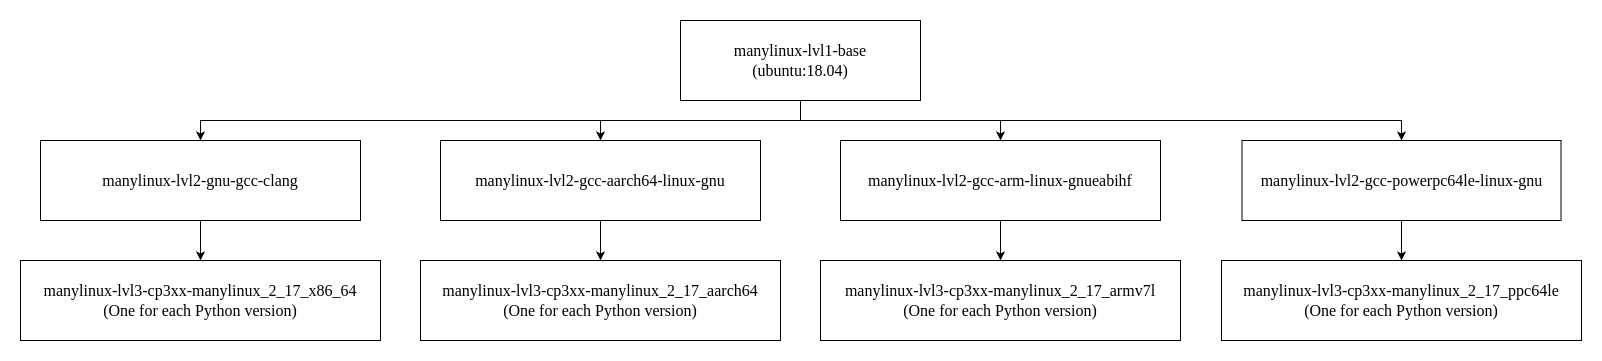 manylinux-lvl1-base
(ubuntu:18.04)
manylinux-lvl2-gnu-gcc-clang
manylinux-lvl2-gcc-aarch64-linux-gnu
manylinux-lvl2-gcc-arm-linux-gnueabihf
manylinux-lvl2-gcc-powerpc64le-linux-gnu
manylinux-lvl3-cp3xx-manylinux_2_17_x86_64
(One for each Python version)
manylinux-lvl3-cp3xx-manylinux_2_17_aarch64
(One for each Python version)
manylinux-lvl3-cp3xx-manylinux_2_17_armv7l
(One for each Python version)
manylinux-lvl3-cp3xx-manylinux_2_17_ppc64le
(One for each Python version)